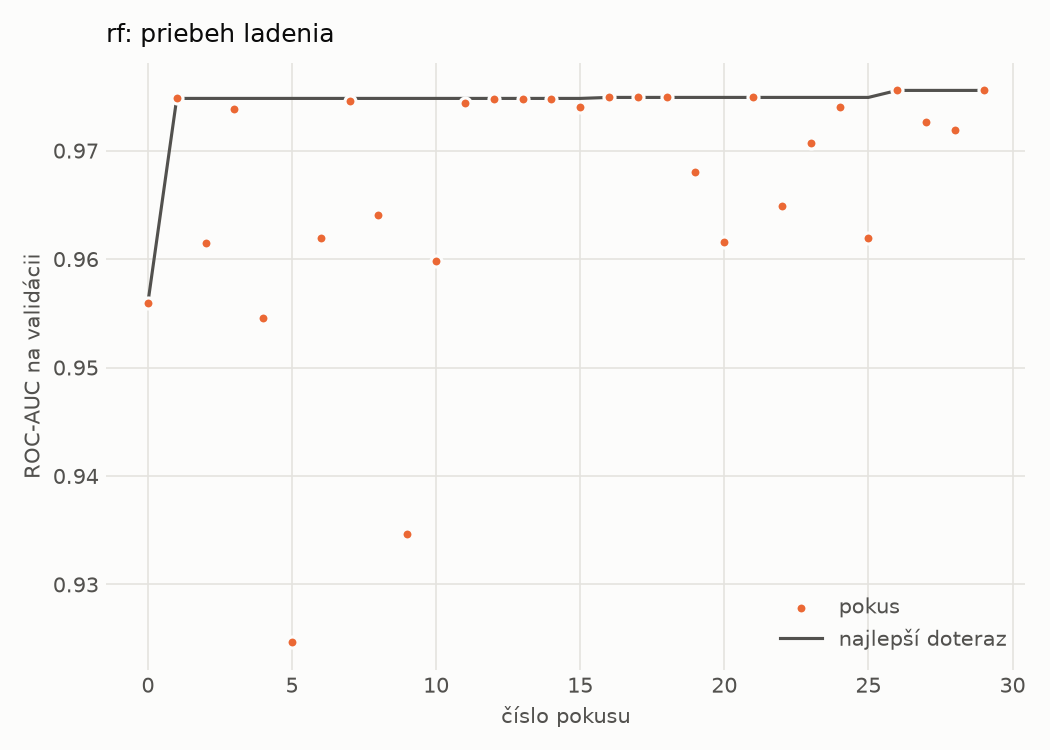 rf: priebeh ladenia
ROC-AUC na validácii
0.97
0.96
0.95
0.94
0.93
pokus
najlepší doteraz
0 5 10 15 20 25 30
číslo pokusu